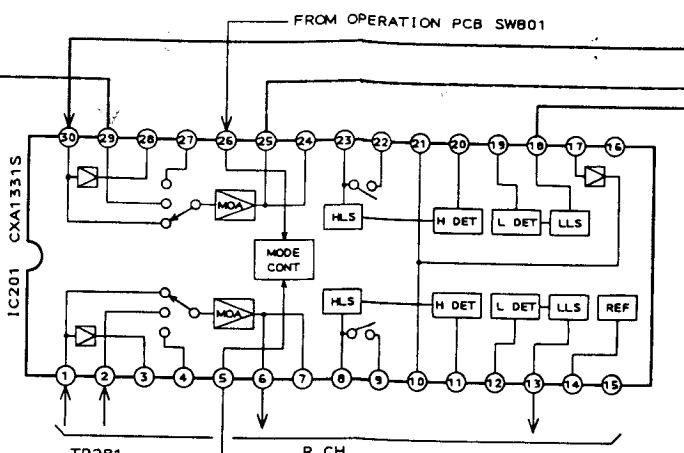 FROM OPERATION PCB SW801
30 29 28 27 26 25 24 23 22 21 20 19 18 17 16
IC201 CXA1331S
MOA
HLS
H DET
L DET
LLS
MODE
CONT
MOA
HLS
H DET
L DET
LLS
REF
1 2 3 4 5 6 7 8 9 10 11 12 13 14 15
R CH